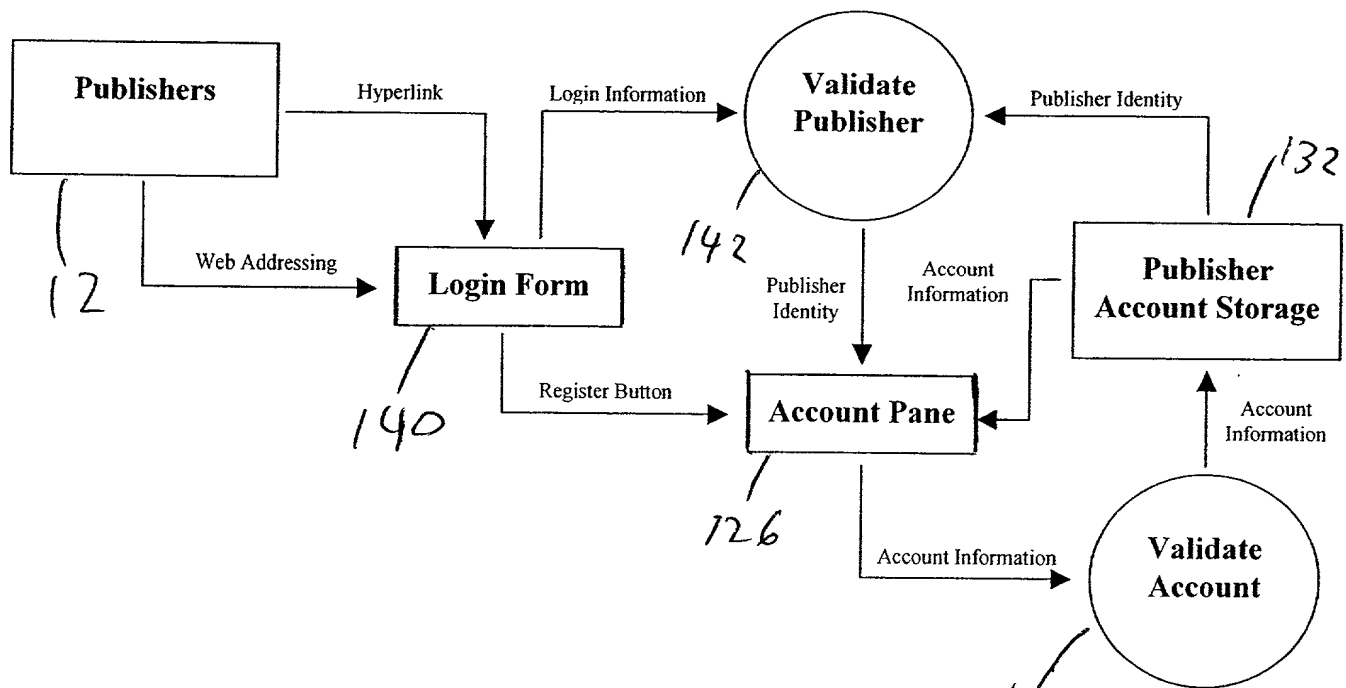 Publishers
Hyperlink
Login Information
Validate
Publisher
Publisher Identity
132
142
12
Web Addressing
Login Form
Publisher
Identity
Account
Information
Publisher
Account Storage
140
Register Button
Account Pane
126
Account
Information
Account Information
Validate
Account